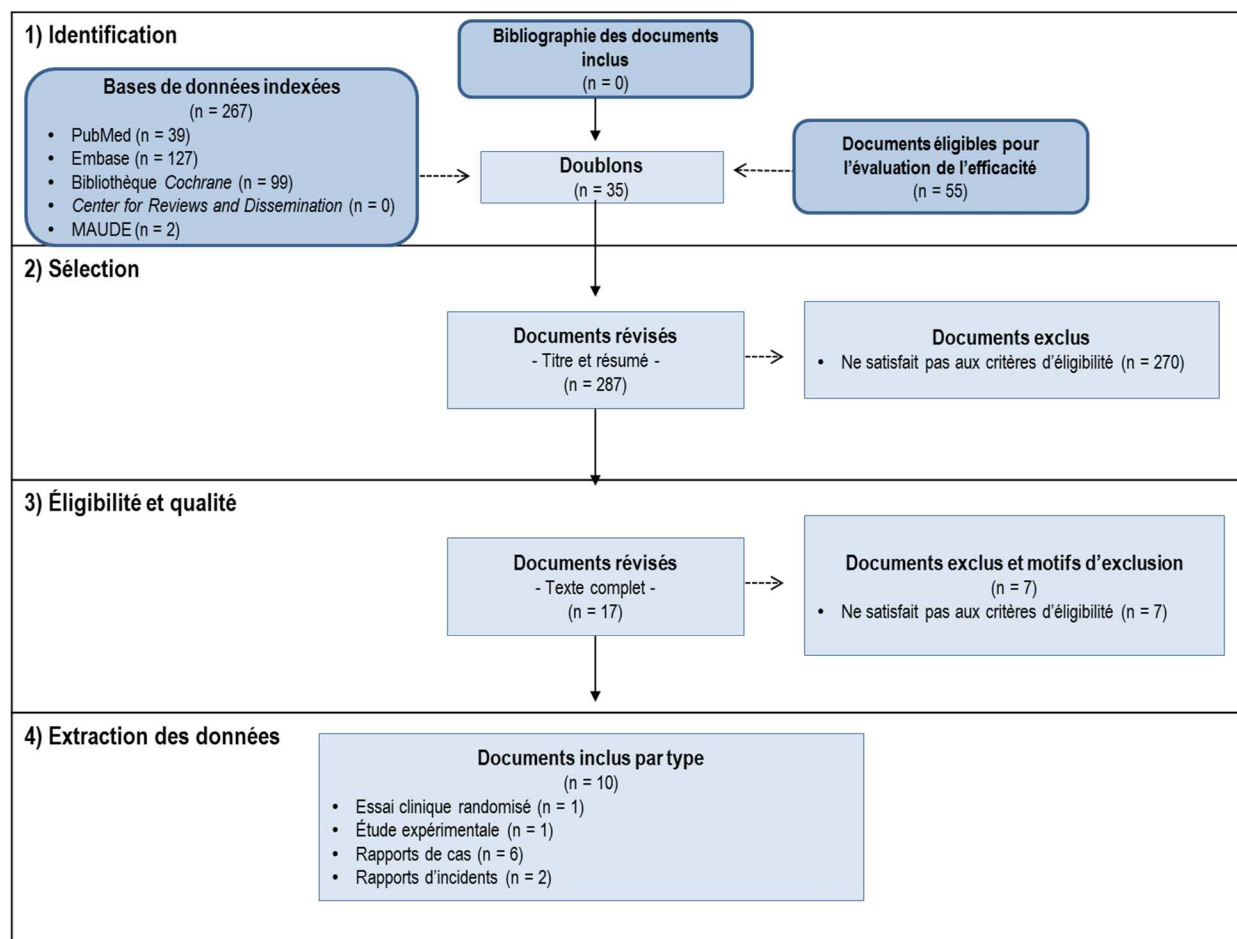 1) Identification
Bibliographie des documents
inclus
(n = 0)
Bases de données indexées
(n = 267)
• PubMed (n = 39)
• Embase (n = 127)
• Bibliothèque Cochrane (n = 99)
• Center for Reviews and Dissemination (n = 0)
• MAUDE (n = 2)
Doublons
(n = 35)
Documents éligibles pour
l’évaluation de l’efficacité
(n = 55)
2) Sélection
Documents révisés
- Titre et résumé -
(n = 287)
Documents exclus
• Ne satisfait pas aux critères d’éligibilité (n = 270)
3) Éligibilité et qualité
Documents révisés
- Texte complet -
(n = 17)
Documents exclus et motifs d’exclusion
(n = 7)
• Ne satisfait pas aux critères d’éligibilité (n = 7)
4) Extraction des données
Documents inclus par type
(n = 10)
• Essai clinique randomisé (n = 1)
• Étude expérimentale (n = 1)
• Rapports de cas (n = 6)
• Rapports d’incidents (n = 2)